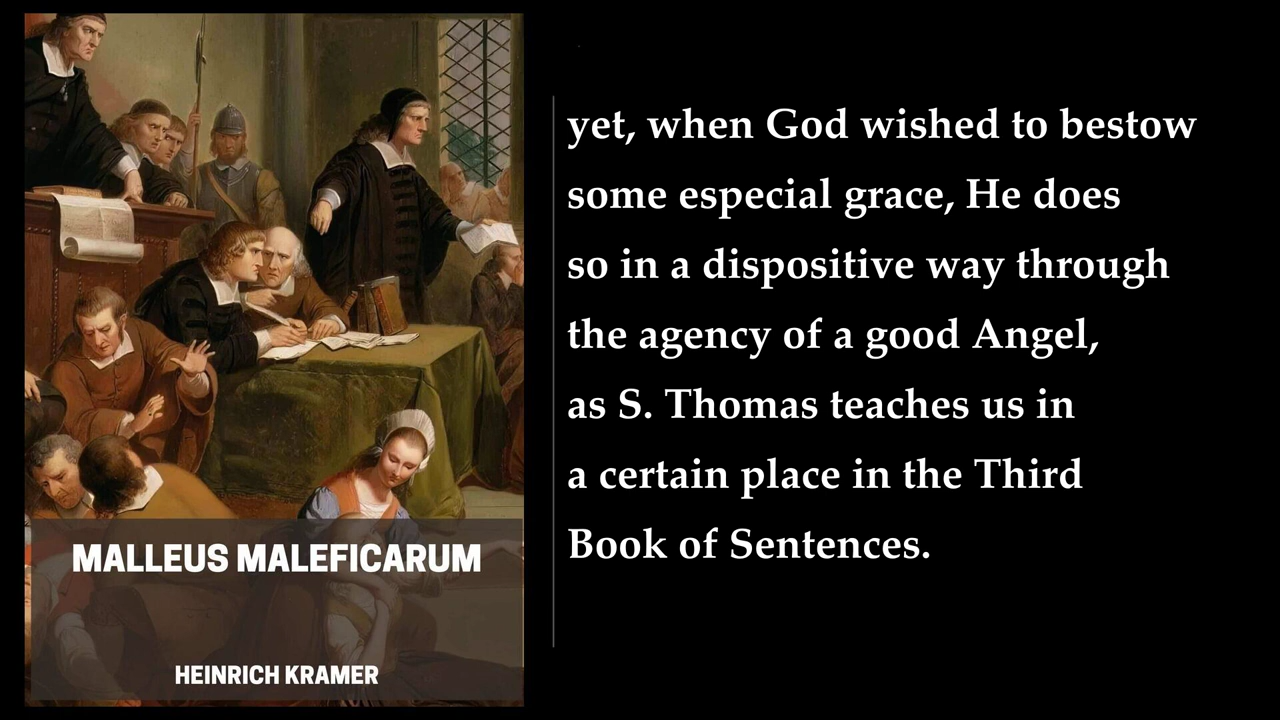 MALLEUS MALEFICARUM
HEINRICH KRAMER
yet, when God wished to bestow
some especial grace, He does
so in a dispositive way through
the agency of a good Angel,
as S. Thomas teaches us in
a certain place in the Third
Book of Sentences.